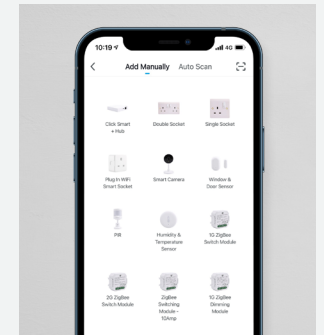 10:19
4G
Add Manually Auto Scan
Click Smart
+ Hub
Double Socket
Single Socket
Plug In WiFi
Smart Socket
Smart Camera
Window &
Door Sensor
PIR
Humidity &
Temperature
Sensor
1G ZigBee
Switch Module
2G ZigBee
Switch Module
ZigBee
Switching
Module -
10Amp
1G ZigBee
Dimming
Module